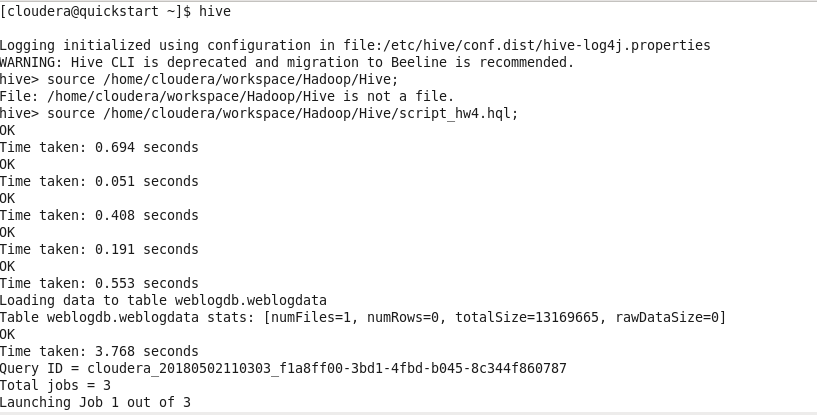 [cloudera@quickstart ~]$ hive
Logging initialized using configuration in file:/etc/hive/conf.dist/hive-log4j.properties
WARNING: Hive CLI is deprecated and migration to Beeline is recommended.
hive> source /home/cloudera/workspace/Hadoop/Hive;
File: /home/cloudera/workspace/Hadoop/Hive is not a file.
hive> source /home/cloudera/workspace/Hadoop/Hive/script_hw4.hql;
OK
Time taken: 0.694 seconds
OK
Time taken: 0.051 seconds
OK
Time taken: 0.408 seconds
OK
Time taken: 0.191 seconds
OK
Time taken: 0.553 seconds
Loading data to table weblogdb.weblogdata
Table weblogdb.weblogdata stats: [numFiles=1, numRows=0, totalSize=13169665, rawDataSize=0]
OK
Time taken: 3.768 seconds
Query ID = cloudera_20180502110303_f1a8ff00-3bd1-4fbd-b045-8c344f860787
Total jobs = 3
Launching Job 1 out of 3